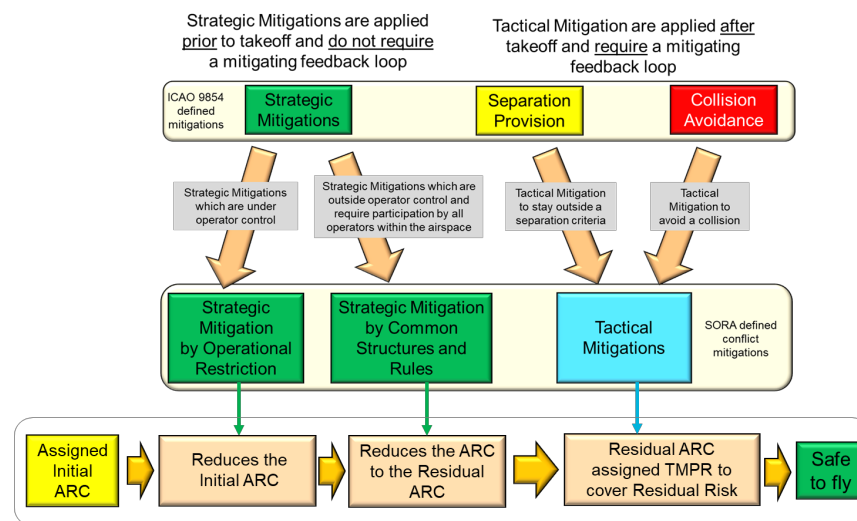 Strategic Mitigations are applied
prior to takeoff and do not require
a mitigating feedback loop
Tactical Mitigation are applied after
takeoff and require a mitigating
feedback loop
ICAO 9854
defined
mitigations
Strategic
Mitigations
Separation
Provision
Collision
Avoidance
Strategic Mitigations
which are under
operator control
Strategic Mitigations which are
outside operator control and
require participation by all
operators within the airspace
Tactical Mitigation to
stay outside a
separation criteria
Tactical
Mitigation to
avoid a collision
Strategic
Mitigation
by Operational
Restriction
Strategic Mitigation
by Common
Structures and
Rules
Tactical
Mitigations
SORA defined
conflict
mitigations
Assigned
Initial
ARC
Reduces the
Initial ARC
Reduces the ARC
to the Residual
ARC
Residual ARC
assigned TMPR to
cover Residual Risk
Safe
to fly